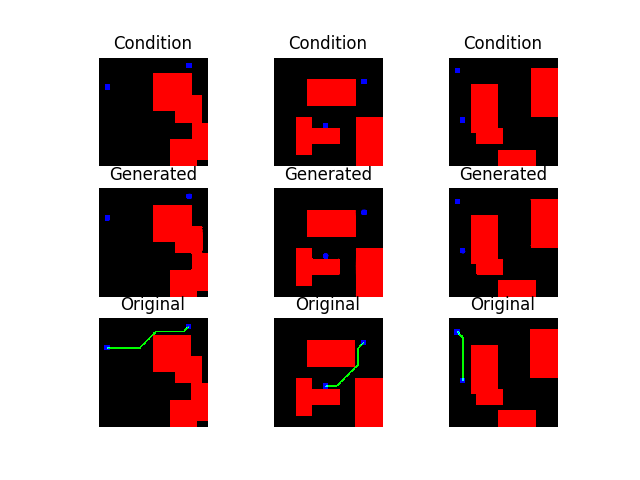 Condition Condition Condition
Generated Generated Generated
Original Original Original